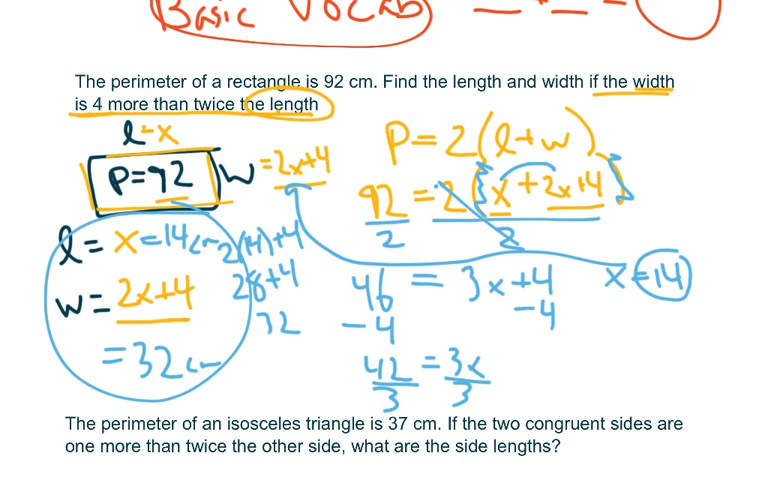 BASIC VOCAB
The perimeter of a rectangle is 92 cm. Find the length and width if the width
is 4 more than twice the length
l=x
P=92 W=2x+4
P=2(l+w)
92/2=2(x+2x+4)/2
l=x=14cm 2(14)+4
w=2x+4 28+4
32
=32cm
46=3x+4 x=14
-4 -4
42/3=3x/3
The perimeter of an isosceles triangle is 37 cm. If the two congruent sides are
one more than twice the other side, what are the side lengths?